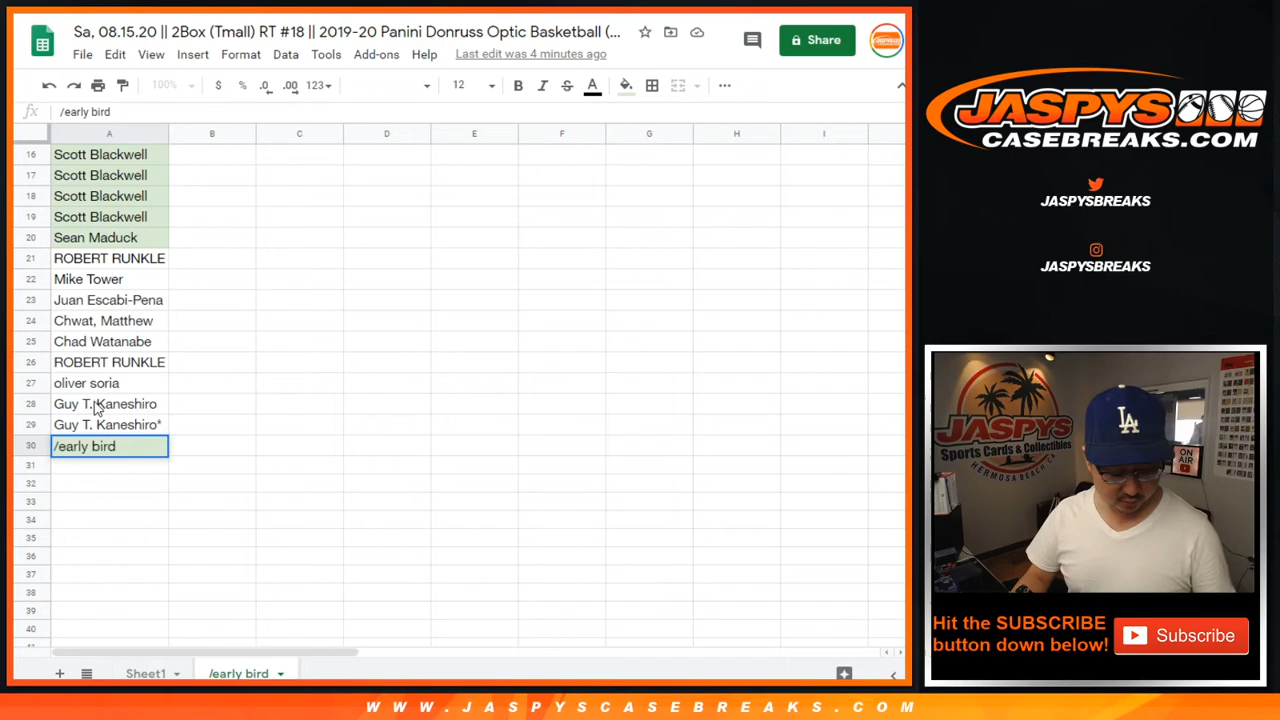 Sa, 08.15.20 || 2Box (Tmall) RT #18 || 2019-20 Panini Donruss Optic Basketball (...
File Edit View Insert Format Data Tools Add-ons Help Last edit was 4 minutes ago
Share
100% $ % .0 .00 123 12 B I S A
fx /early bird
A B C D E F G H I
16 Scott Blackwell
17 Scott Blackwell
18 Scott Blackwell
19 Scott Blackwell
20 Sean Maduck
21 ROBERT RUNKLE
22 Mike Tower
23 Juan Escabi-Pena
24 Chwat, Matthew
25 Chad Watanabe
26 ROBERT RUNKLE
27 oliver soria
28 Guy T. Kaneshiro
29 Guy T. Kaneshiro*
30 /early bird
31
32
33
34
35
36
37
38
39
40
Sheet1 /early bird
JASPYS
CASEBREAKS.COM
JASPYSBREAKS
JASPYSBREAKS
JASPYS
Sports Cards & Collectibles
HERMOSA BEACH, CA
LA
ON AIR
Hit the SUBSCRIBE
button down below!
Subscribe
WWW.JASPYSCASEBREAKS.COM